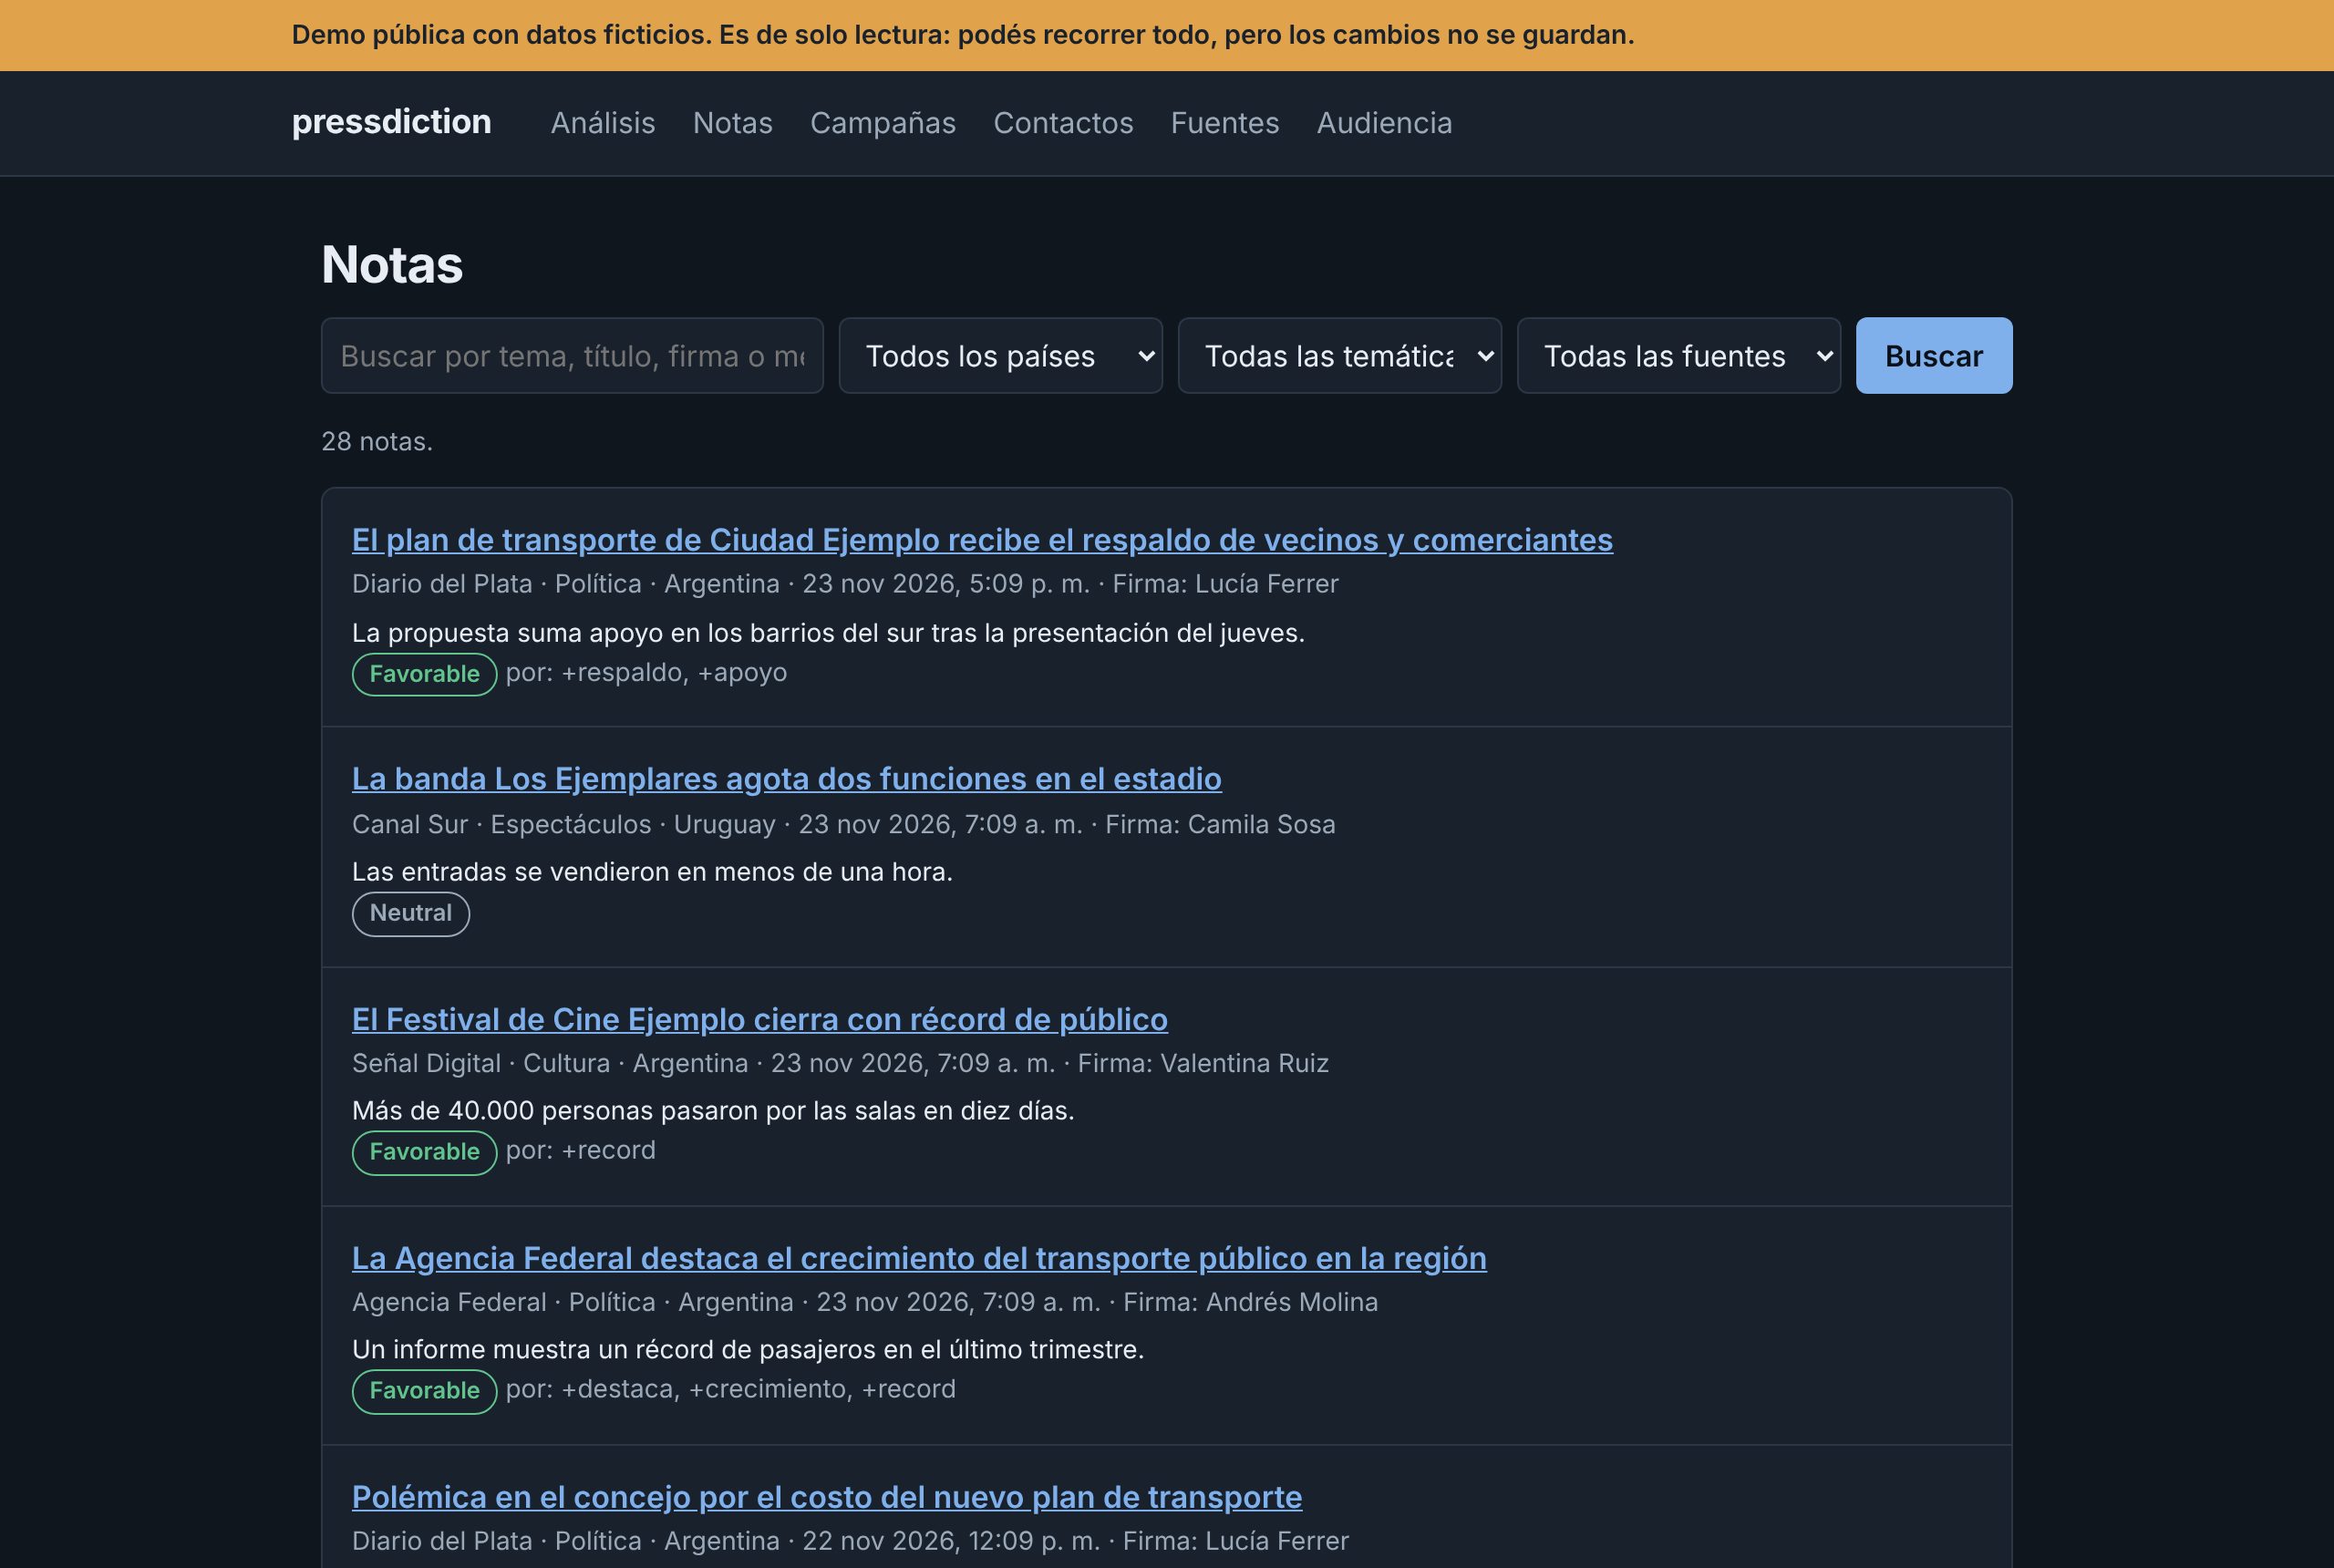 Demo pública con datos ficticios. Es de solo lectura: podés recorrer todo, pero los cambios no se guardan.
pressdiction Análisis Notas Campañas Contactos Fuentes Audiencia
Notas
Buscar por tema, título, firma o me Todos los países Todas las temática Todas las fuentes Buscar
28 notas.
El plan de transporte de Ciudad Ejemplo recibe el respaldo de vecinos y comerciantes
Diario del Plata · Política · Argentina · 23 nov 2026, 5:09 p. m. · Firma: Lucía Ferrer
La propuesta suma apoyo en los barrios del sur tras la presentación del jueves.
Favorable por: +respaldo, +apoyo
La banda Los Ejemplares agota dos funciones en el estadio
Canal Sur · Espectáculos · Uruguay · 23 nov 2026, 7:09 a. m. · Firma: Camila Sosa
Las entradas se vendieron en menos de una hora.
Neutral
El Festival de Cine Ejemplo cierra con récord de público
Señal Digital · Cultura · Argentina · 23 nov 2026, 7:09 a. m. · Firma: Valentina Ruiz
Más de 40.000 personas pasaron por las salas en diez días.
Favorable por: +record
La Agencia Federal destaca el crecimiento del transporte público en la región
Agencia Federal · Política · Argentina · 23 nov 2026, 7:09 a. m. · Firma: Andrés Molina
Un informe muestra un récord de pasajeros en el último trimestre.
Favorable por: +destaca, +crecimiento, +record
Polémica en el concejo por el costo del nuevo plan de transporte
Diario del Plata · Política · Argentina · 22 nov 2026, 12:09 p. m. · Firma: Lucía Ferrer